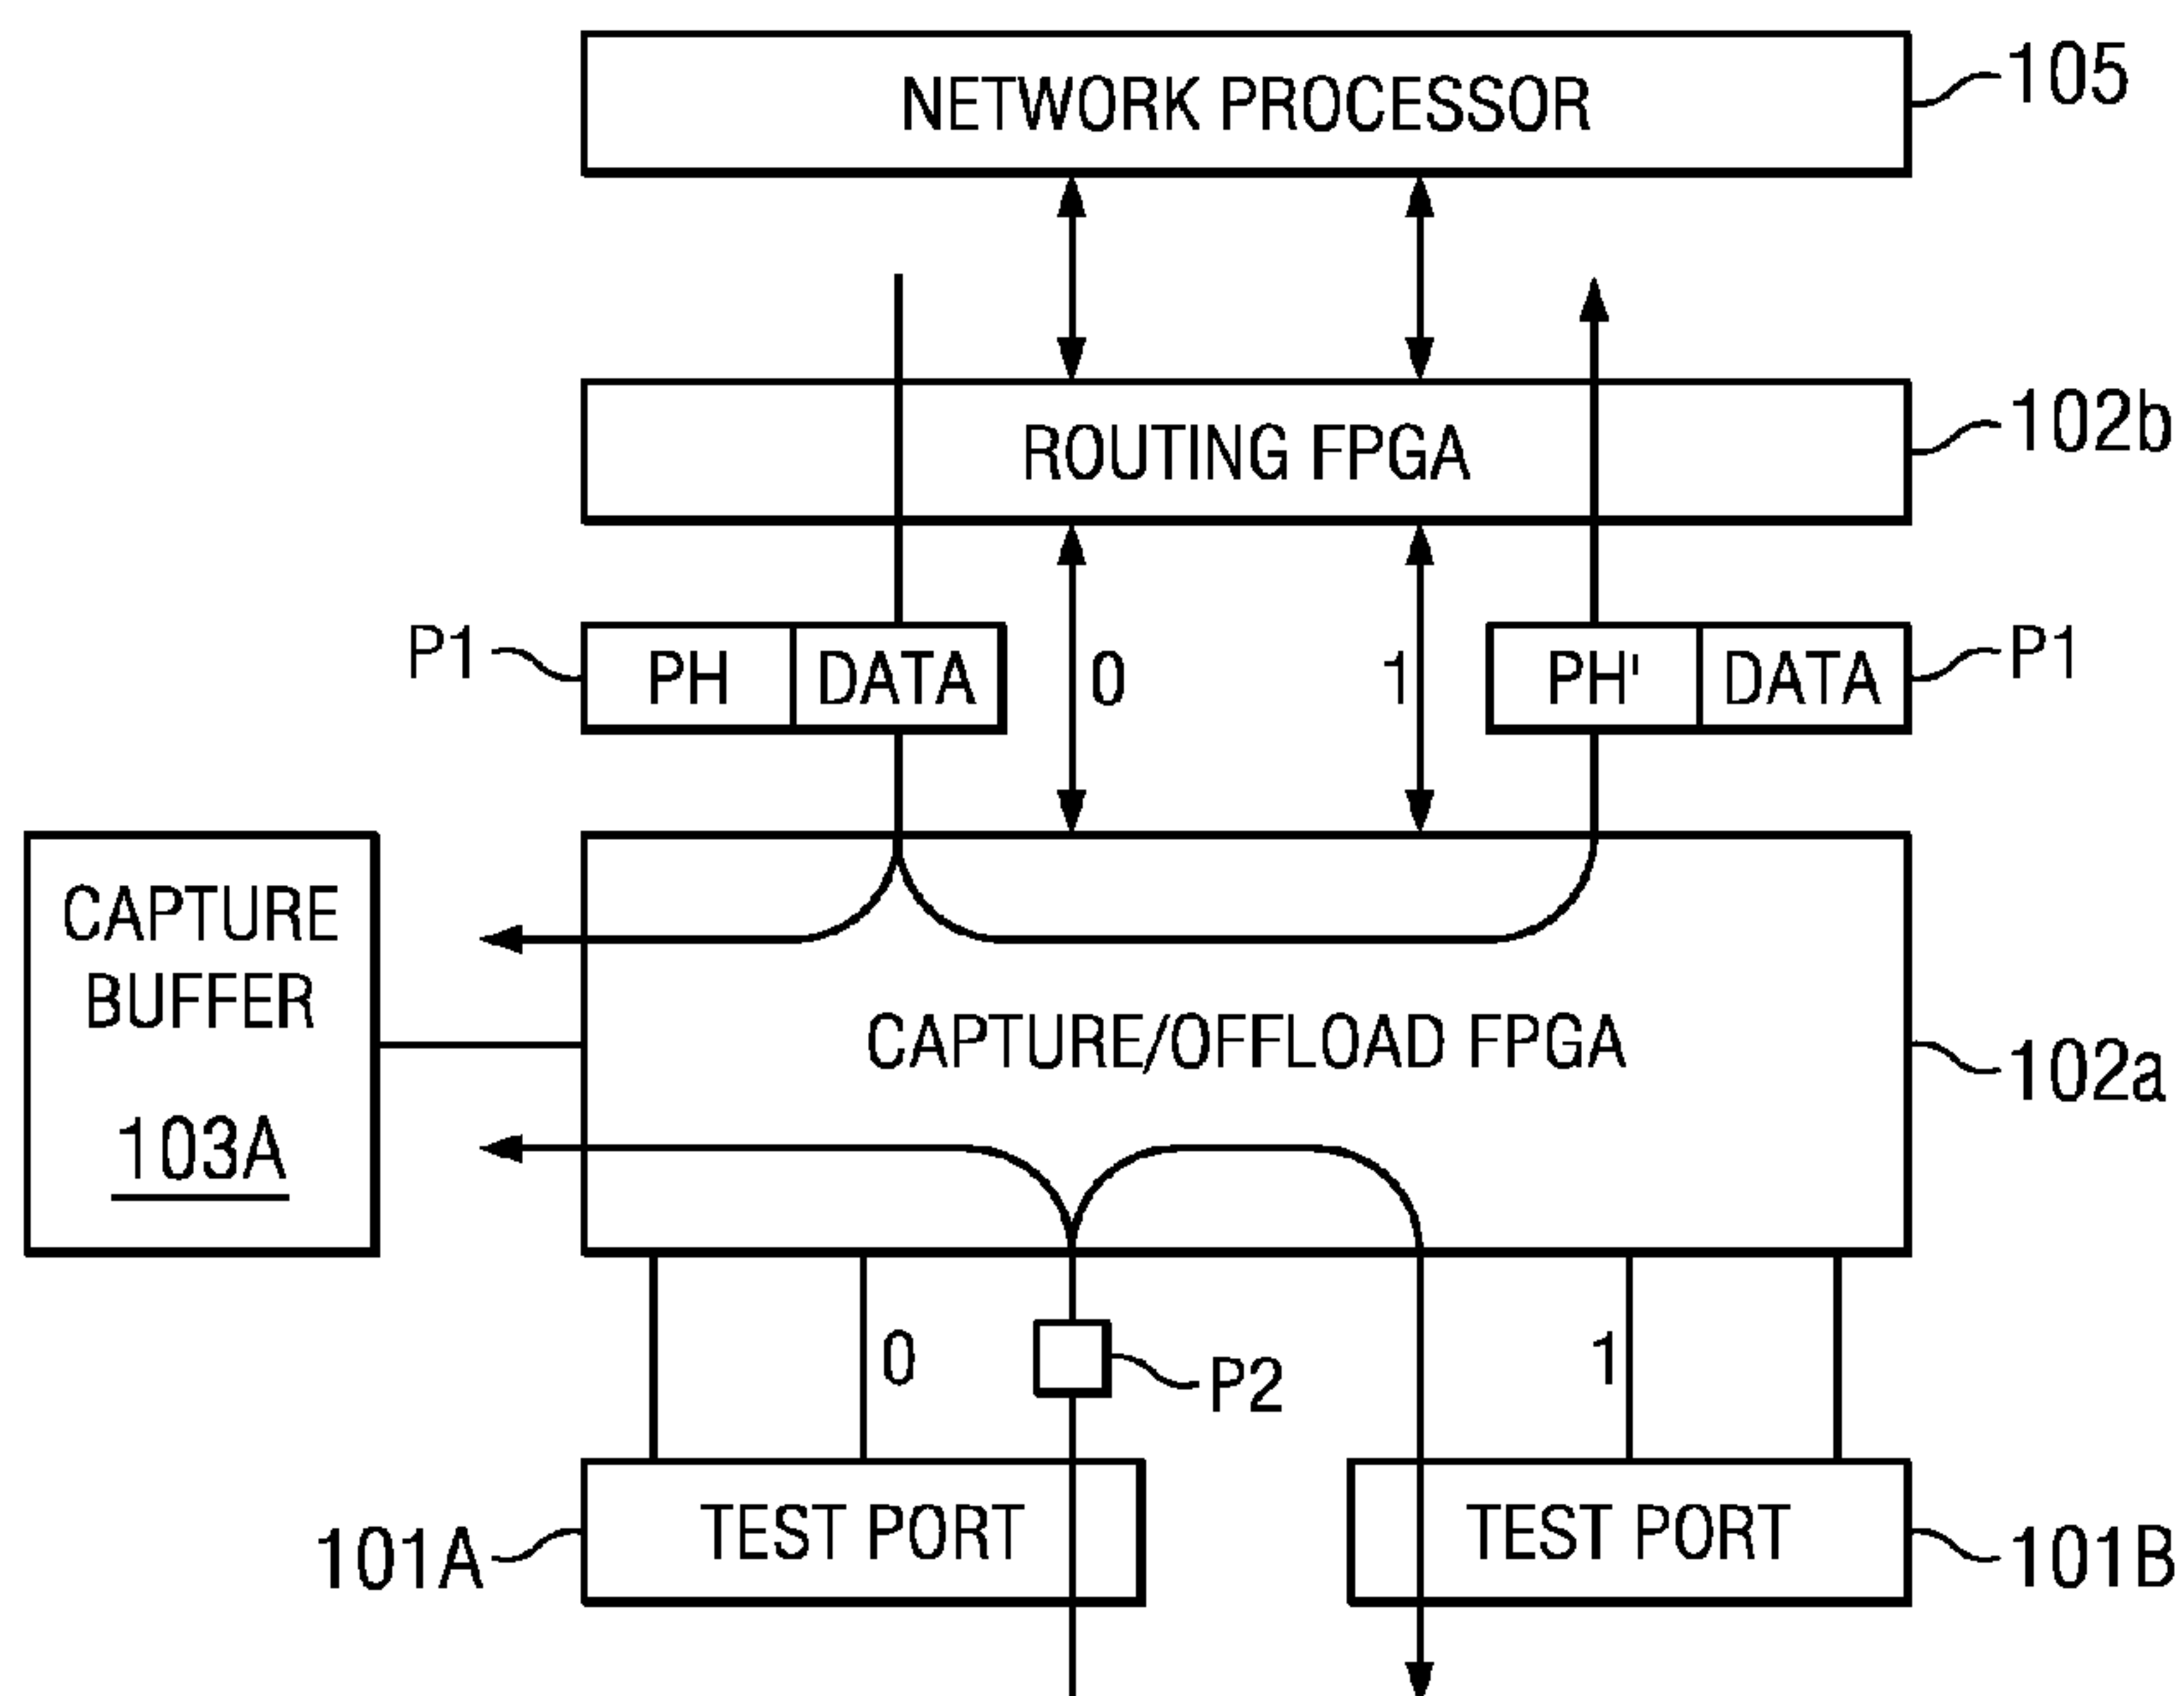 NETWORK PROCESSOR
105
ROUTING FPGA
102b
P1
PH
DATA
0
1
PH'
DATA
P1
CAPTURE
BUFFER
103A
CAPTURE/OFFLOAD FPGA
102a
0
P2
1
101A
TEST PORT
TEST PORT
101B